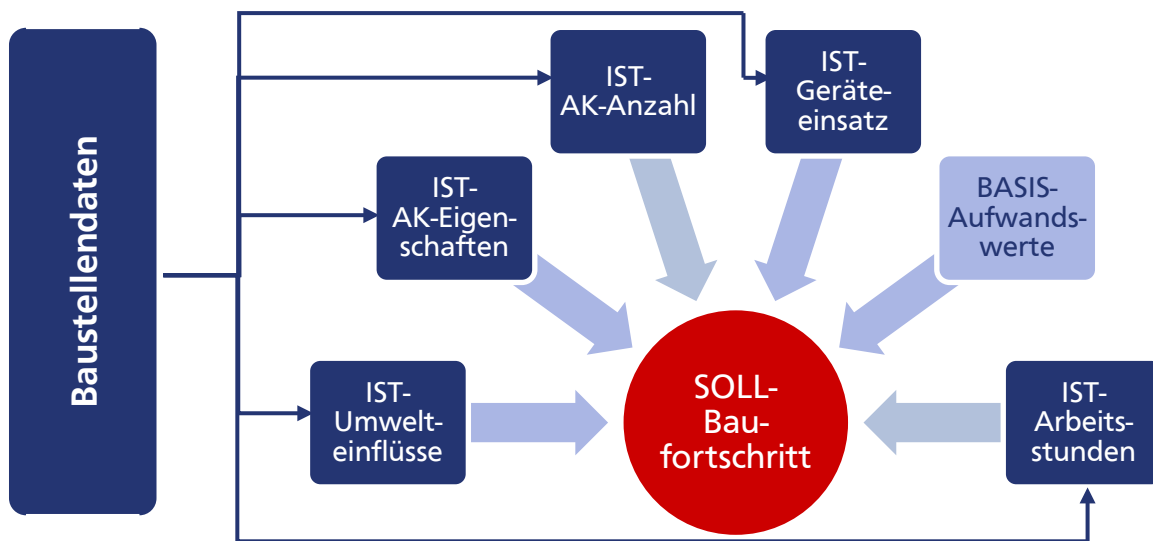 Baustellendaten
IST-
AK-Anzahl
IST-
Geräte-
einsatz
IST-
AK-Eigen-
schaften
BASIS-
Aufwands-
werte
IST-
Umwelt-
einflüsse
SOLL-
Bau-
fortschritt
IST-
Arbeits-
stunden